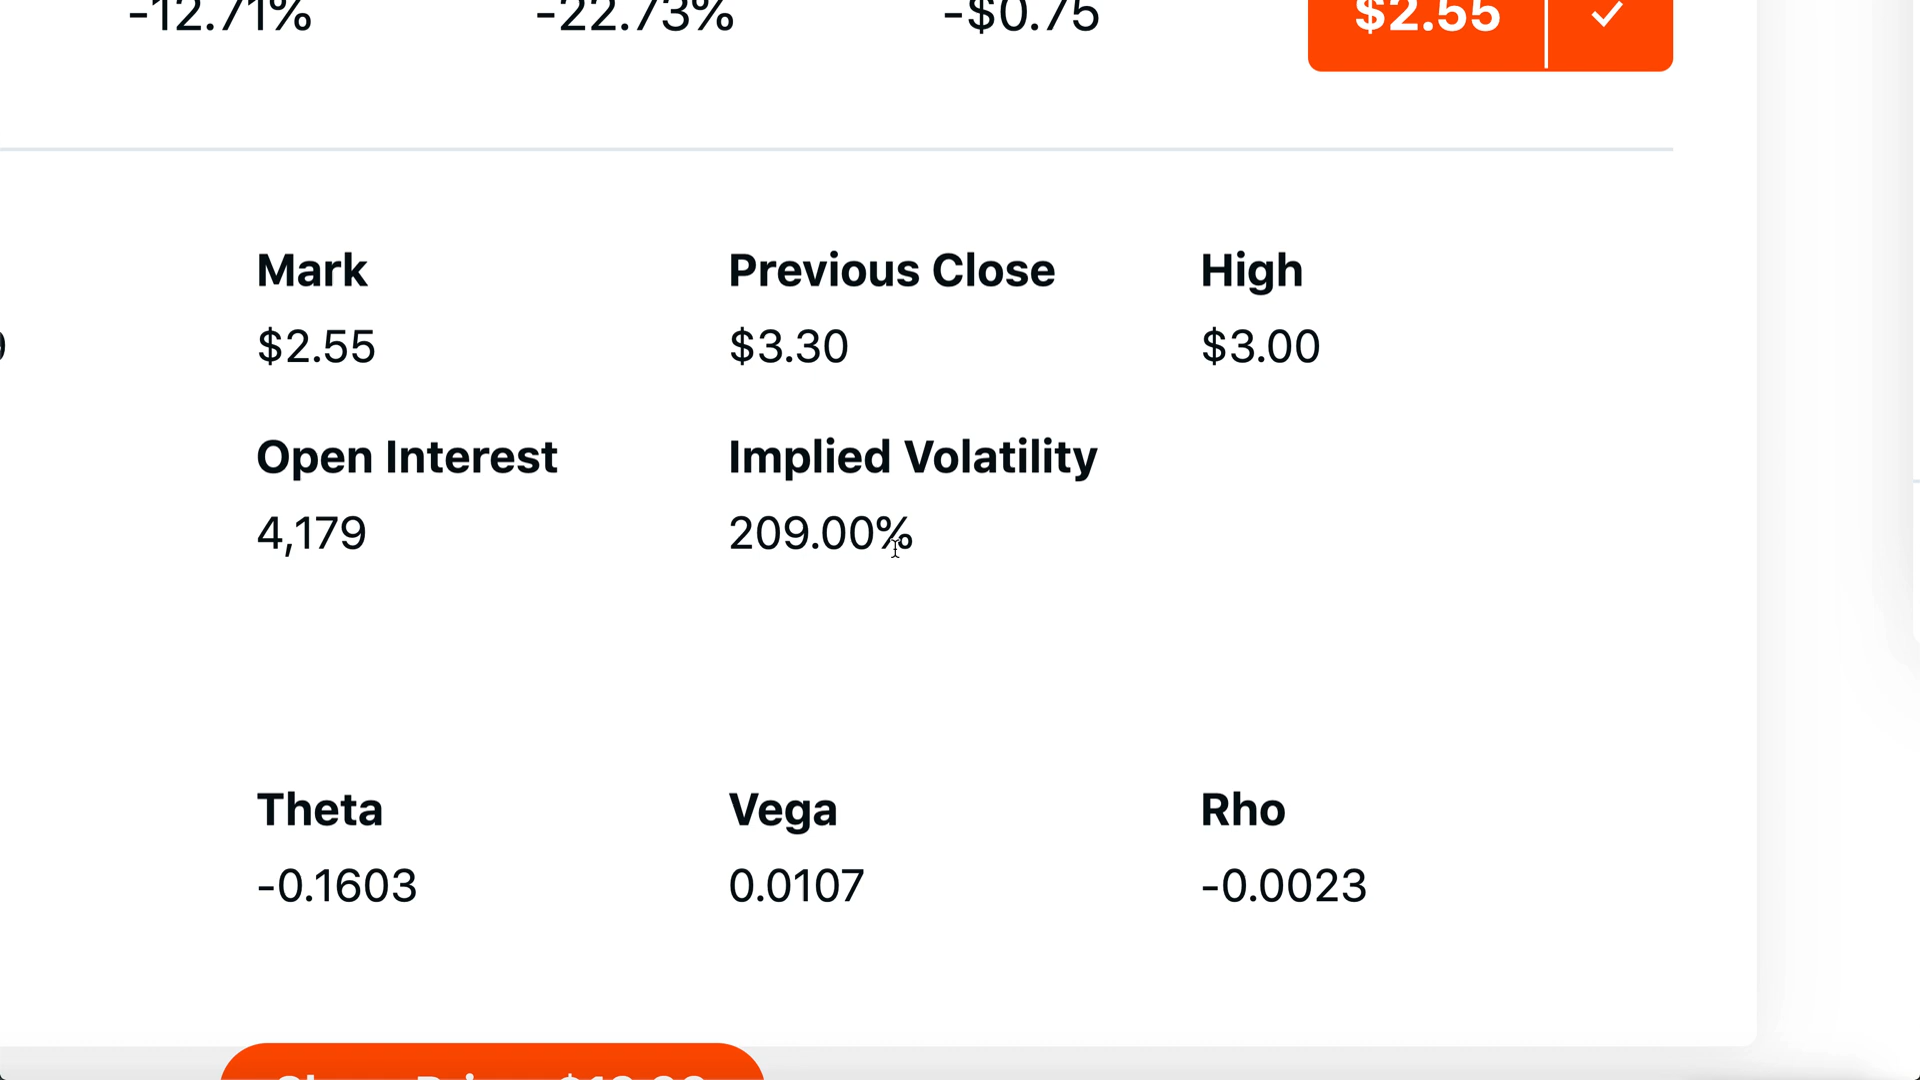 -12.71% -22.73% -$0.75 $2.55
Mark Previous Close High
$2.55 $3.30 $3.00
Open Interest Implied Volatility
4,179 209.00%
Theta Vega Rho
-0.1603 0.0107 -0.0023